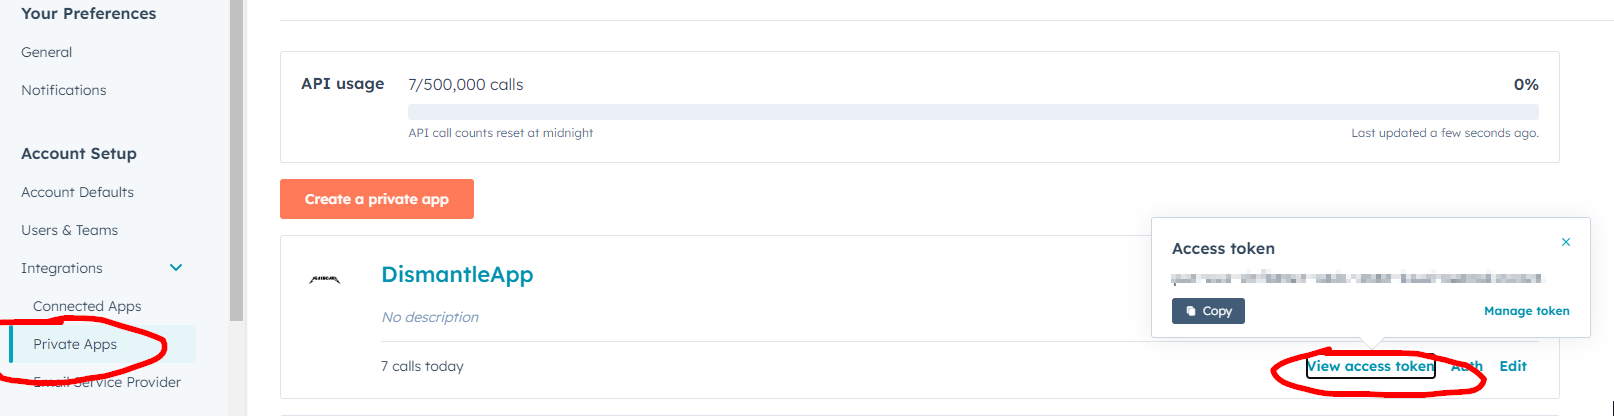 Your Preferences
General
Notifications
Account Setup
Account Defaults
Users & Teams
Integrations
Connected Apps
Private Apps
Email Service Provider
API usage
7/500,000 calls
0%
API call counts reset at midnight
Last updated a few seconds ago.
Create a private app
DismantleApp
No description
7 calls today
Access token
Copy
Manage token
View access token
Auth
Edit